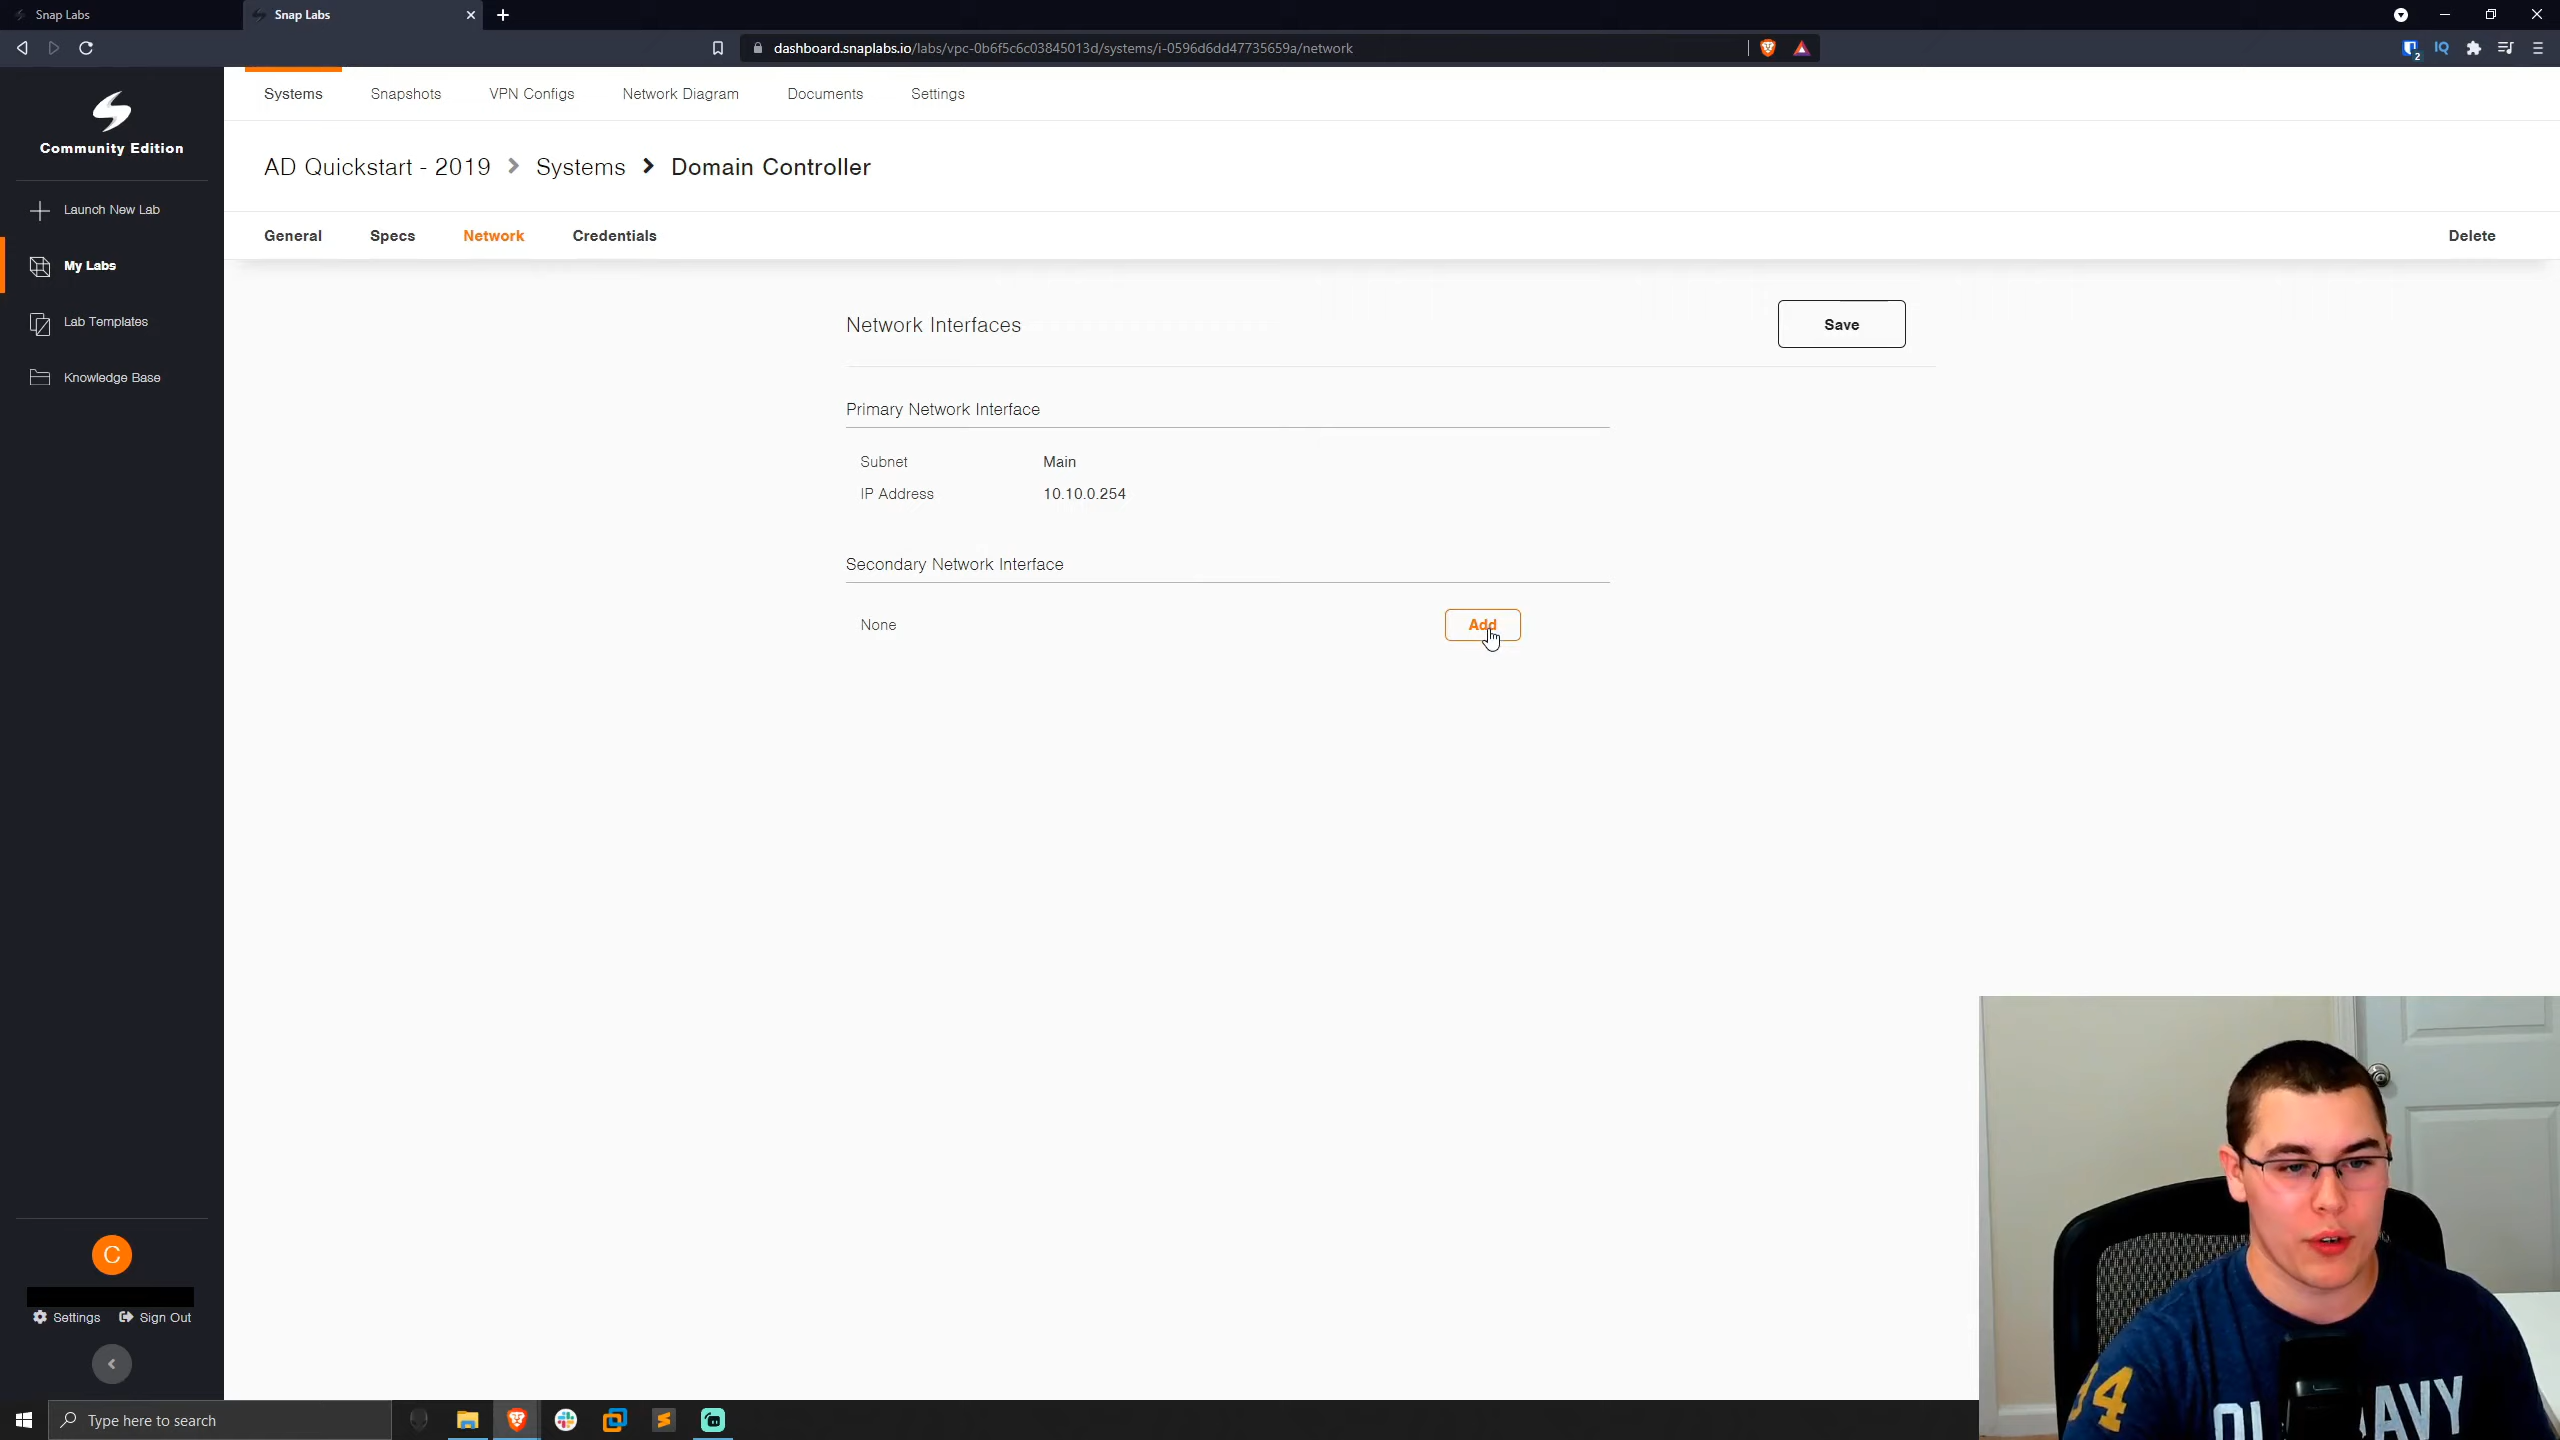 Snap Labs
Snap Labs
dashboard.snaplabs.io/labs/vpc-0b6f5c6c03845013d/systems/i-0596d6dd47735659a/network
2
IQ
Community Edition
Launch New Lab
My Labs
Lab Templates
Knowledge Base
C
Settings
Sign Out
Systems
Snapshots
VPN Configs
Network Diagram
Documents
Settings
AD Quickstart - 2019 > Systems > Domain Controller
General
Specs
Network
Credentials
Delete
Network Interfaces
Save
Primary Network Interface
Subnet Main
IP Address 10.10.0.254
Secondary Network Interface
None
Add
Type here to search